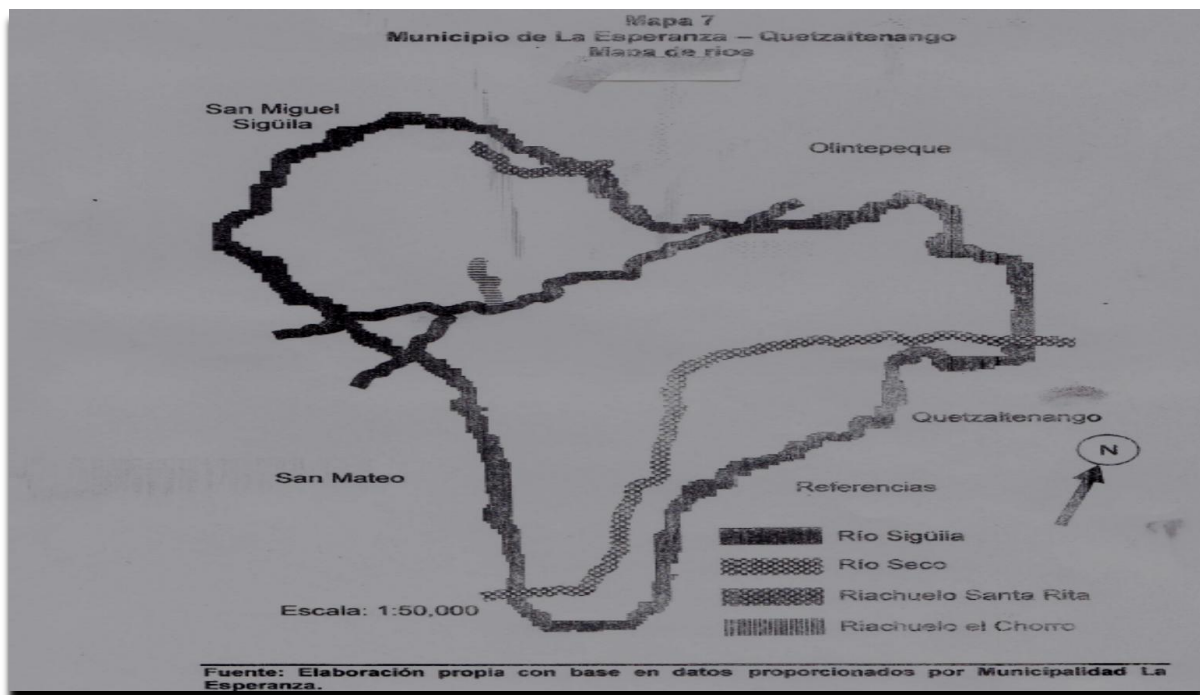 Mapa 7
Municipio de La Esperanza – Quetzaltenango
Mapa de rios
San Miguel
Sigüila
Olintepeque
Quetzaltenango
N
San Mateo
Referencias
Río Sigüila
Río Seco
Riachuelo Santa Rita
Riachuelo el Chorro
Escala: 1:50,000
Fuente: Elaboración propia con base en datos proporcionados por Municipalidad La
Esperanza.